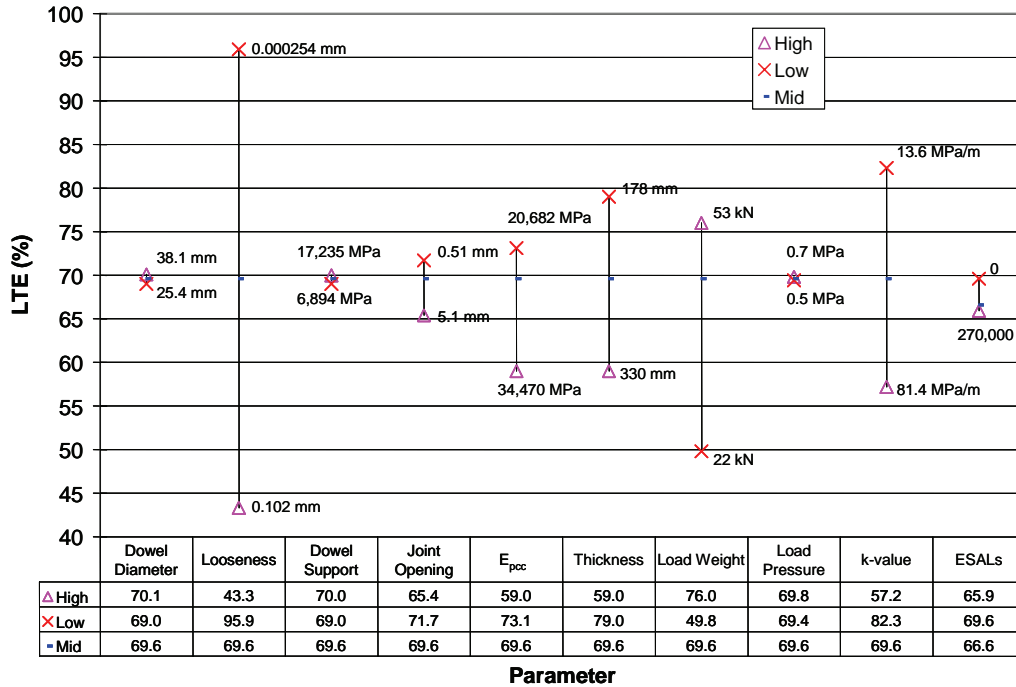 100
95
90
85
80
75
70
65
60
55
50
45
40
LTE (%)
High
Low
Mid
38.1 mm
25.4 mm
0.000254 mm
0.102 mm
17,235 MPa
6,894 MPa
0.51 mm
5.1 mm
20,682 MPa
34,470 MPa
178 mm
330 mm
53 kN
22 kN
0.7 MPa
0.5 MPa
13.6 MPa/m
81.4 MPa/m
0
270,000
Dowel Diameter Looseness Dowel Support Joint Opening Epcc Thickness Load Weight Load Pressure k-value ESALs
High 70.1 43.3 70.0 65.4 59.0 59.0 76.0 69.8 57.2 65.9
Low 69.0 95.9 69.0 71.7 73.1 79.0 49.8 69.4 82.3 69.6
Mid 69.6 69.6 69.6 69.6 69.6 69.6 69.6 69.6 69.6 66.6
Parameter